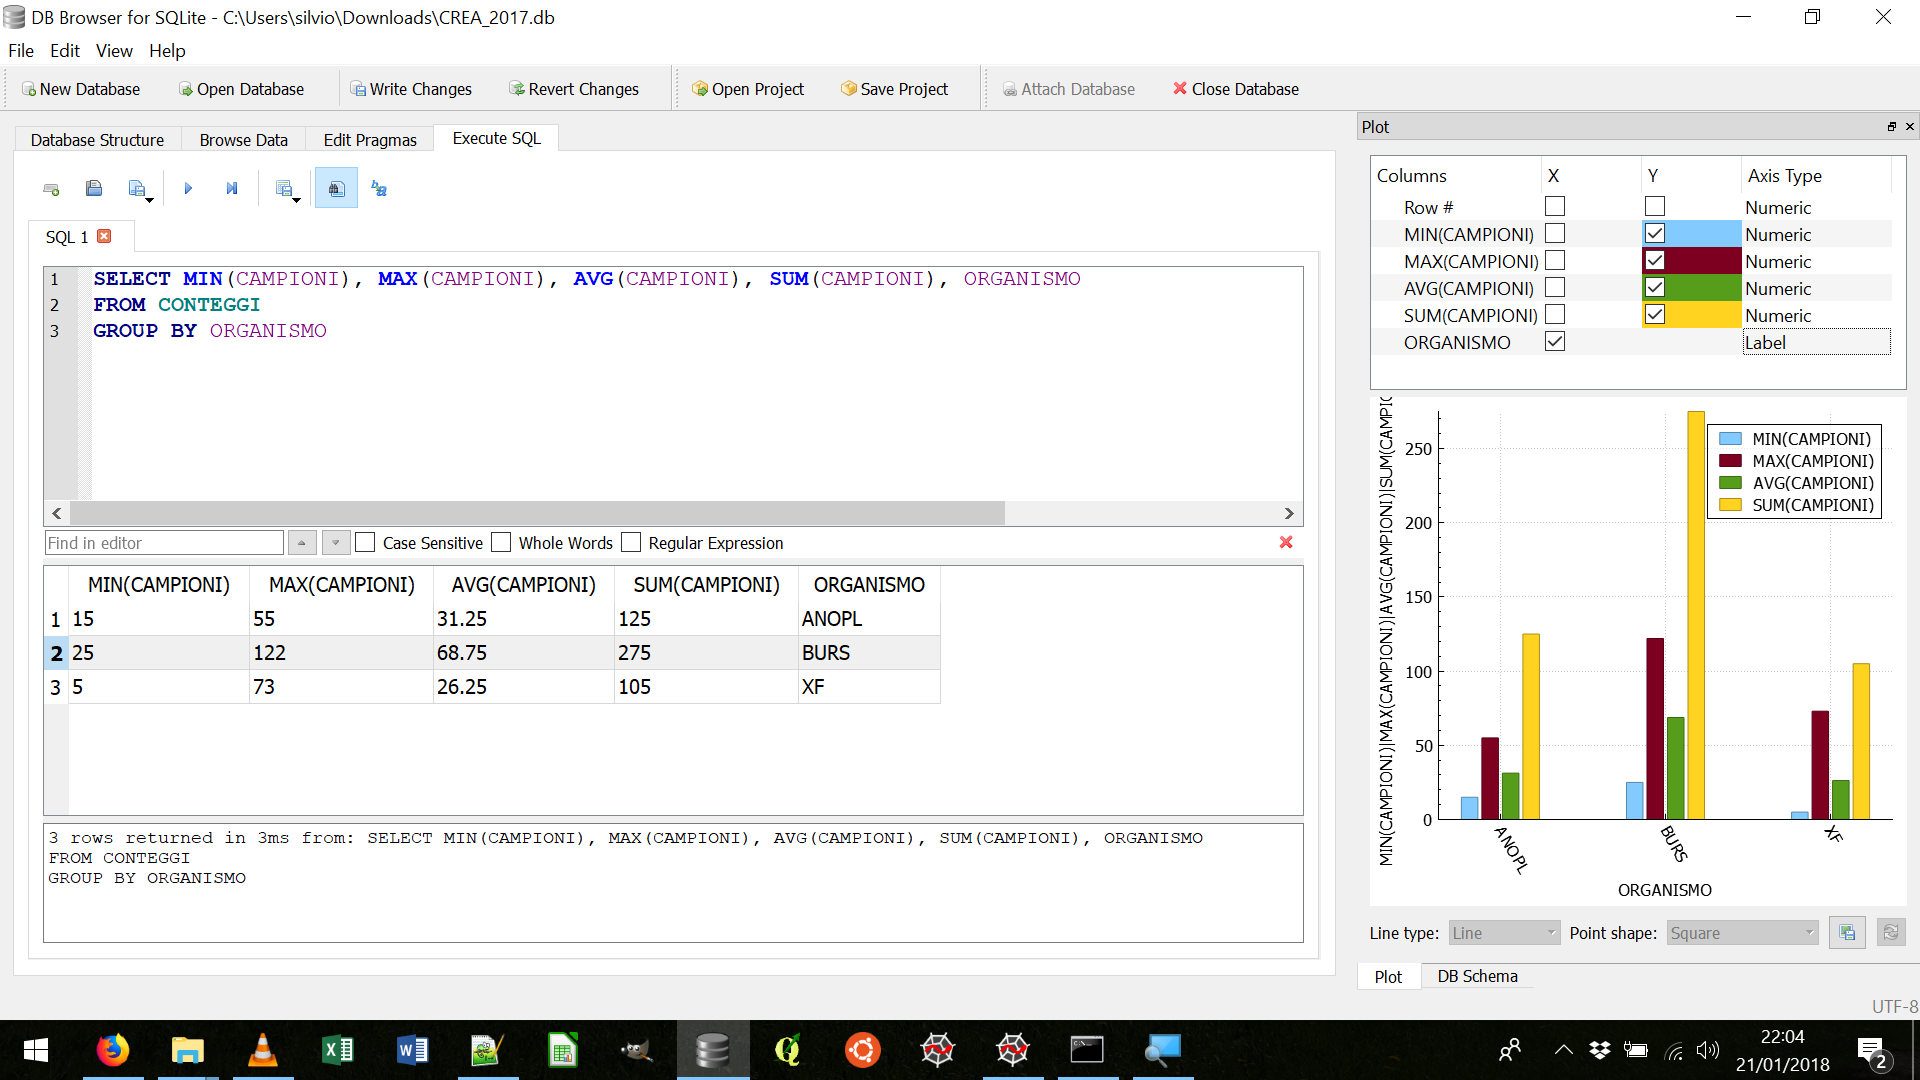 DB Browser for SQLite - C:\Users\silvio\Downloads\CREA_2017.db
File Edit View Help
New Database Open Database Write Changes Revert Changes Open Project Save Project Attach Database Close Database
Database Structure Browse Data Edit Pragmas Execute SQL
SQL 1
1 SELECT MIN(CAMPIONI), MAX(CAMPIONI), AVG(CAMPIONI), SUM(CAMPIONI), ORGANISMO
2 FROM CONTEGGI
3 GROUP BY ORGANISMO
Find in editor Case Sensitive Whole Words Regular Expression
MIN(CAMPIONI) MAX(CAMPIONI) AVG(CAMPIONI) SUM(CAMPIONI) ORGANISMO
1 15 55 31.25 125 ANOPL
2 25 122 68.75 275 BURS
3 5 73 26.25 105 XF
3 rows returned in 3ms from: SELECT MIN(CAMPIONI), MAX(CAMPIONI), AVG(CAMPIONI), SUM(CAMPIONI), ORGANISMO
FROM CONTEGGI
GROUP BY ORGANISMO
Plot
Columns X Y Axis Type
Row # Numeric
MIN(CAMPIONI) Numeric
MAX(CAMPIONI) Numeric
AVG(CAMPIONI) Numeric
SUM(CAMPIONI) Numeric
ORGANISMO Label
MIN(CAMPIONI)|MAX(CAMPIONI)|AVG(CAMPIONI)|SUM(CAMPIO
250
200
150
100
50
0
MIN(CAMPIONI)
MAX(CAMPIONI)
AVG(CAMPIONI)
SUM(CAMPIONI)
ANOPL BURS XF
ORGANISMO
Line type: Line Point shape: Square
Plot DB Schema
UTF-8
22:04
21/01/2018
2